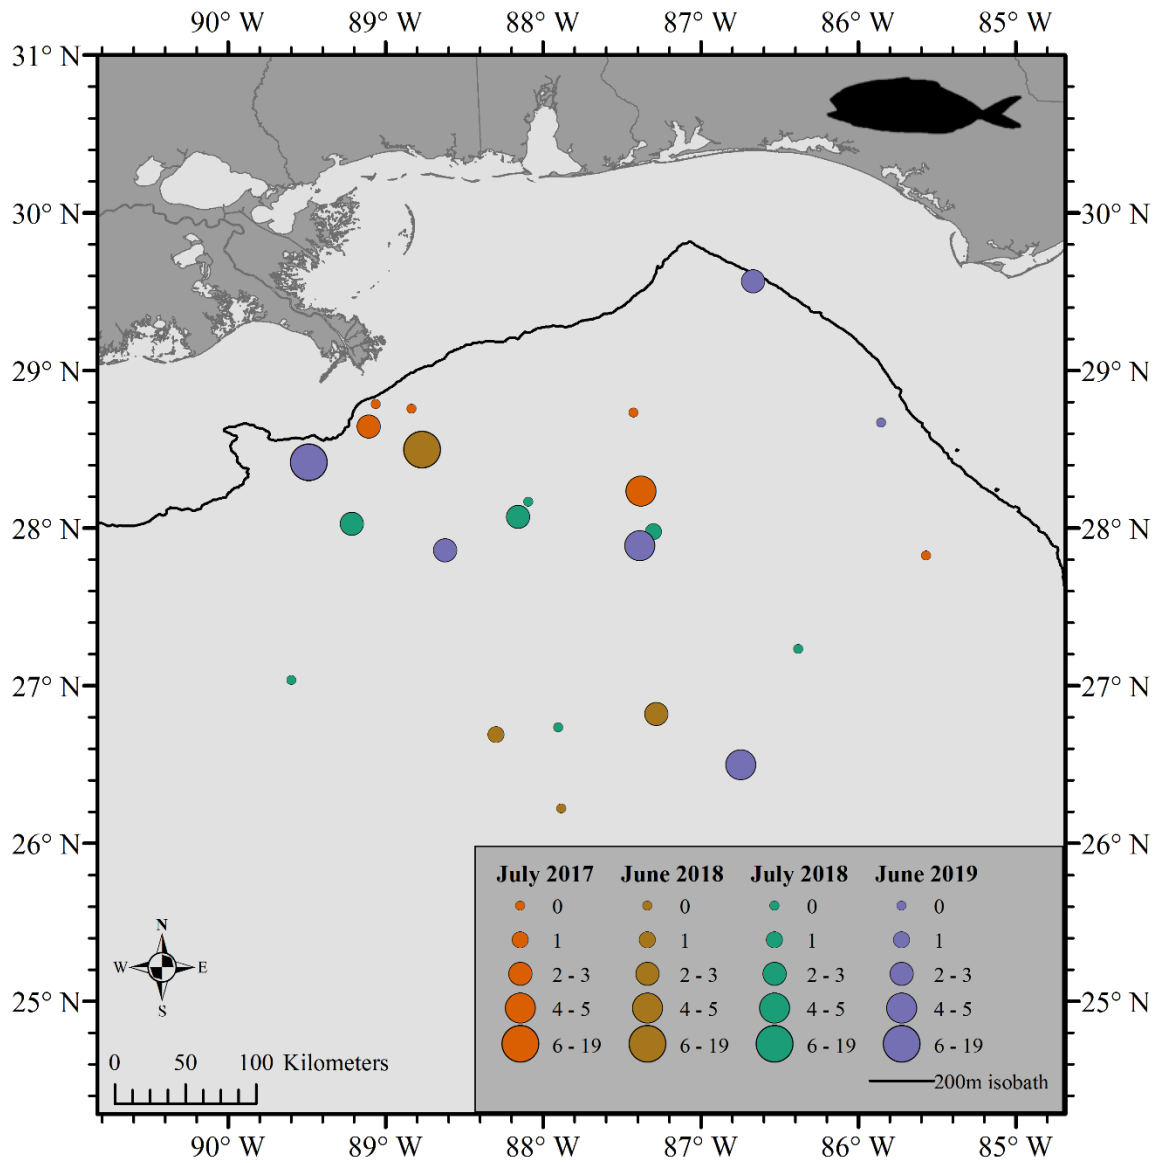 90° W 89° W 88° W 87° W 86° W 85° W
31° N
30° N 30° N
29° N 29° N
28° N 28° N
27° N 27° N
26° N 26° N
25° N 25° N
July 2017 June 2018 July 2018 June 2019
0 0 0 0
1 1 1 1
2 - 3 2 - 3 2 - 3 2 - 3
4 - 5 4 - 5 4 - 5 4 - 5
6 - 19 6 - 19 6 - 19 6 - 19
200m isobath
N
W E
S
0 50 100 Kilometers
90° W 89° W 88° W 87° W 86° W 85° W